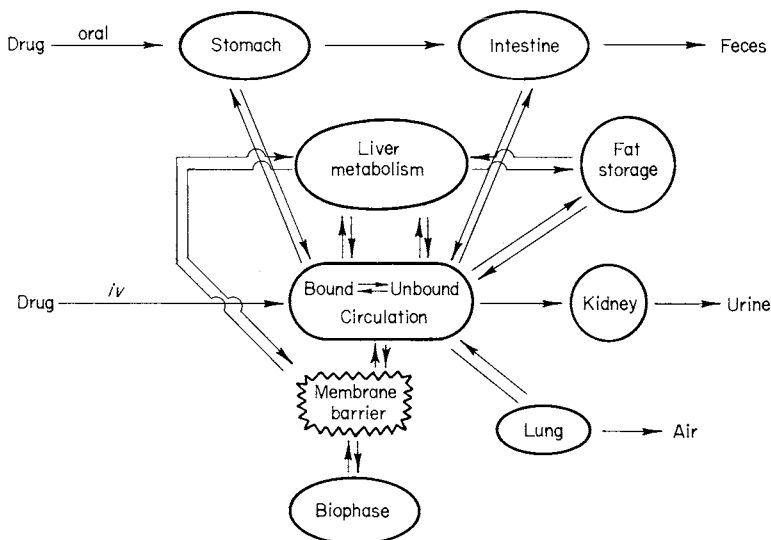 Drug
oral
Stomach
Intestine
Feces
Liver
metabolism
Fat
storage
Drug
iv
Bound
Unbound
Circulation
Kidney
Urine
Membrane
barrier
Lung
Air
Biophase